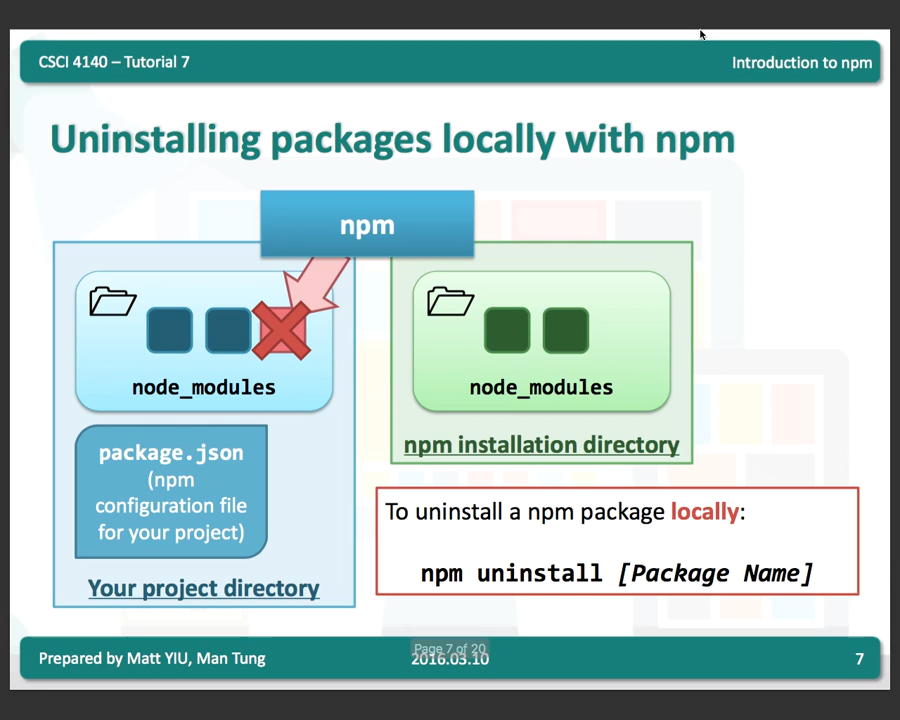 CSCI 4140 – Tutorial 7
Introduction to npm
Uninstalling packages locally with npm
npm
node_modules
node_modules
package.json
(npm
configuration file
for your project)
Your project directory
npm installation directory
To uninstall a npm package locally:
npm uninstall [Package Name]
Prepared by Matt YIU, Man Tung
Page 7 of 20
2016.03.10
7